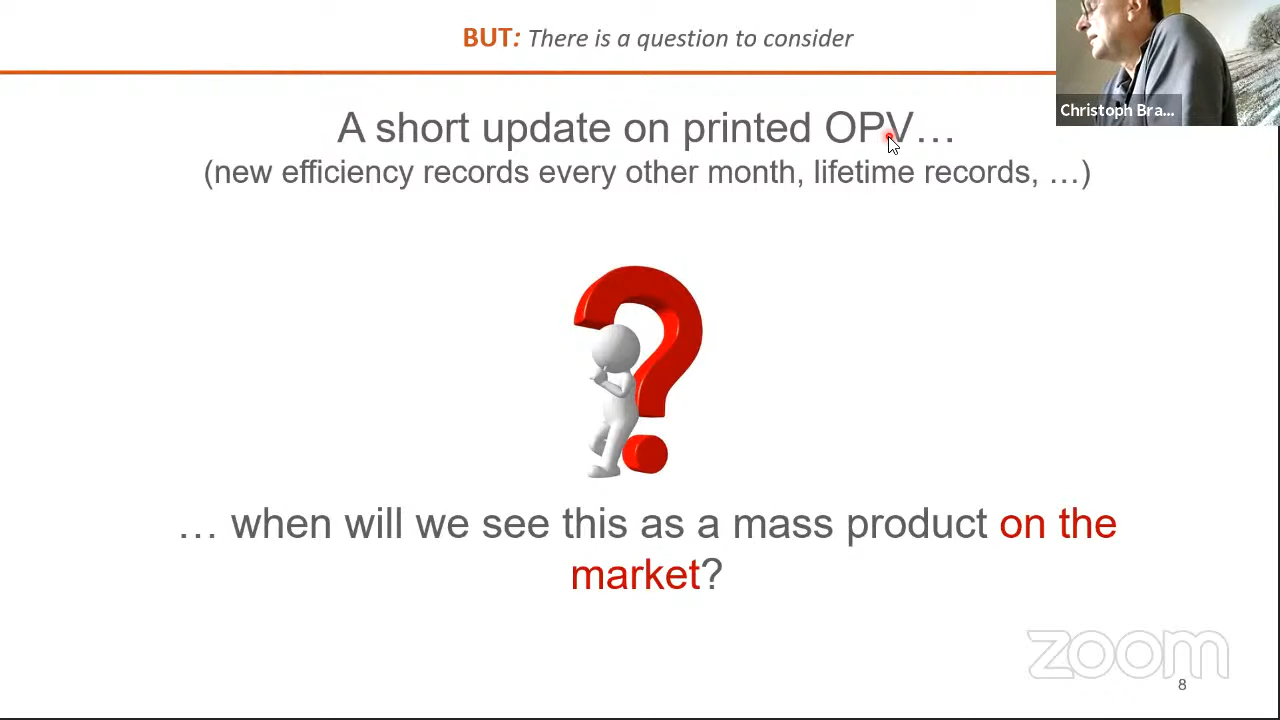 BUT: There is a question to consider
Christoph Bra...
A short update on printed OPV…
(new efficiency records every other month, lifetime records, …)
… when will we see this as a mass product on the
market?
zoom
8